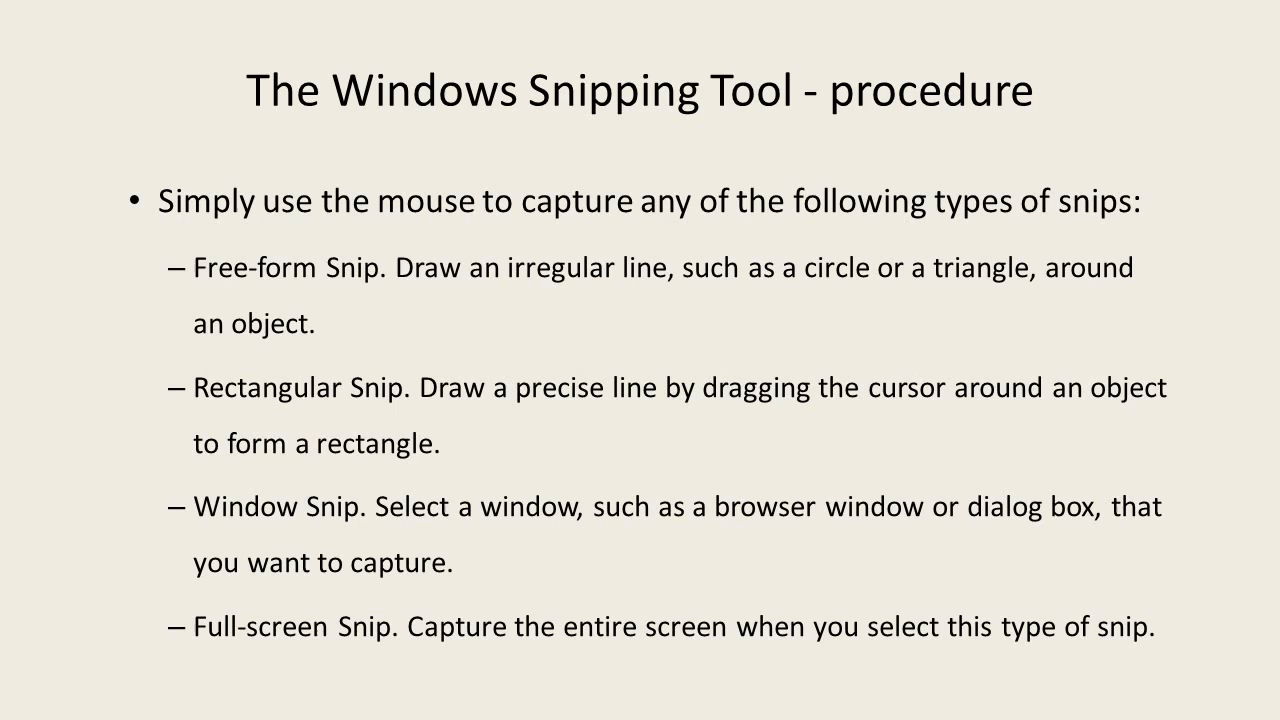 The Windows Snipping Tool - procedure
• Simply use the mouse to capture any of the following types of snips:
– Free-form Snip. Draw an irregular line, such as a circle or a triangle, around
an object.
– Rectangular Snip. Draw a precise line by dragging the cursor around an object
to form a rectangle.
– Window Snip. Select a window, such as a browser window or dialog box, that
you want to capture.
– Full-screen Snip. Capture the entire screen when you select this type of snip.